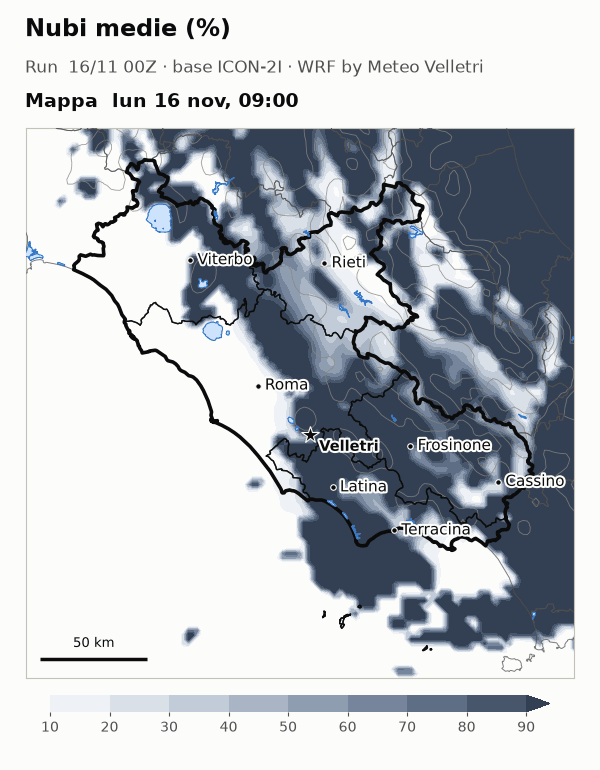 Nubi medie (%)
Run  16/11 00Z · base ICON-2I · WRF by Meteo Velletri
Mappa  lun 16 nov, 09:00
Viterbo
Rieti
Roma
Velletri
Frosinone
Cassino
Latina
Terracina
50 km
10 20 30 40 50 60 70 80 90